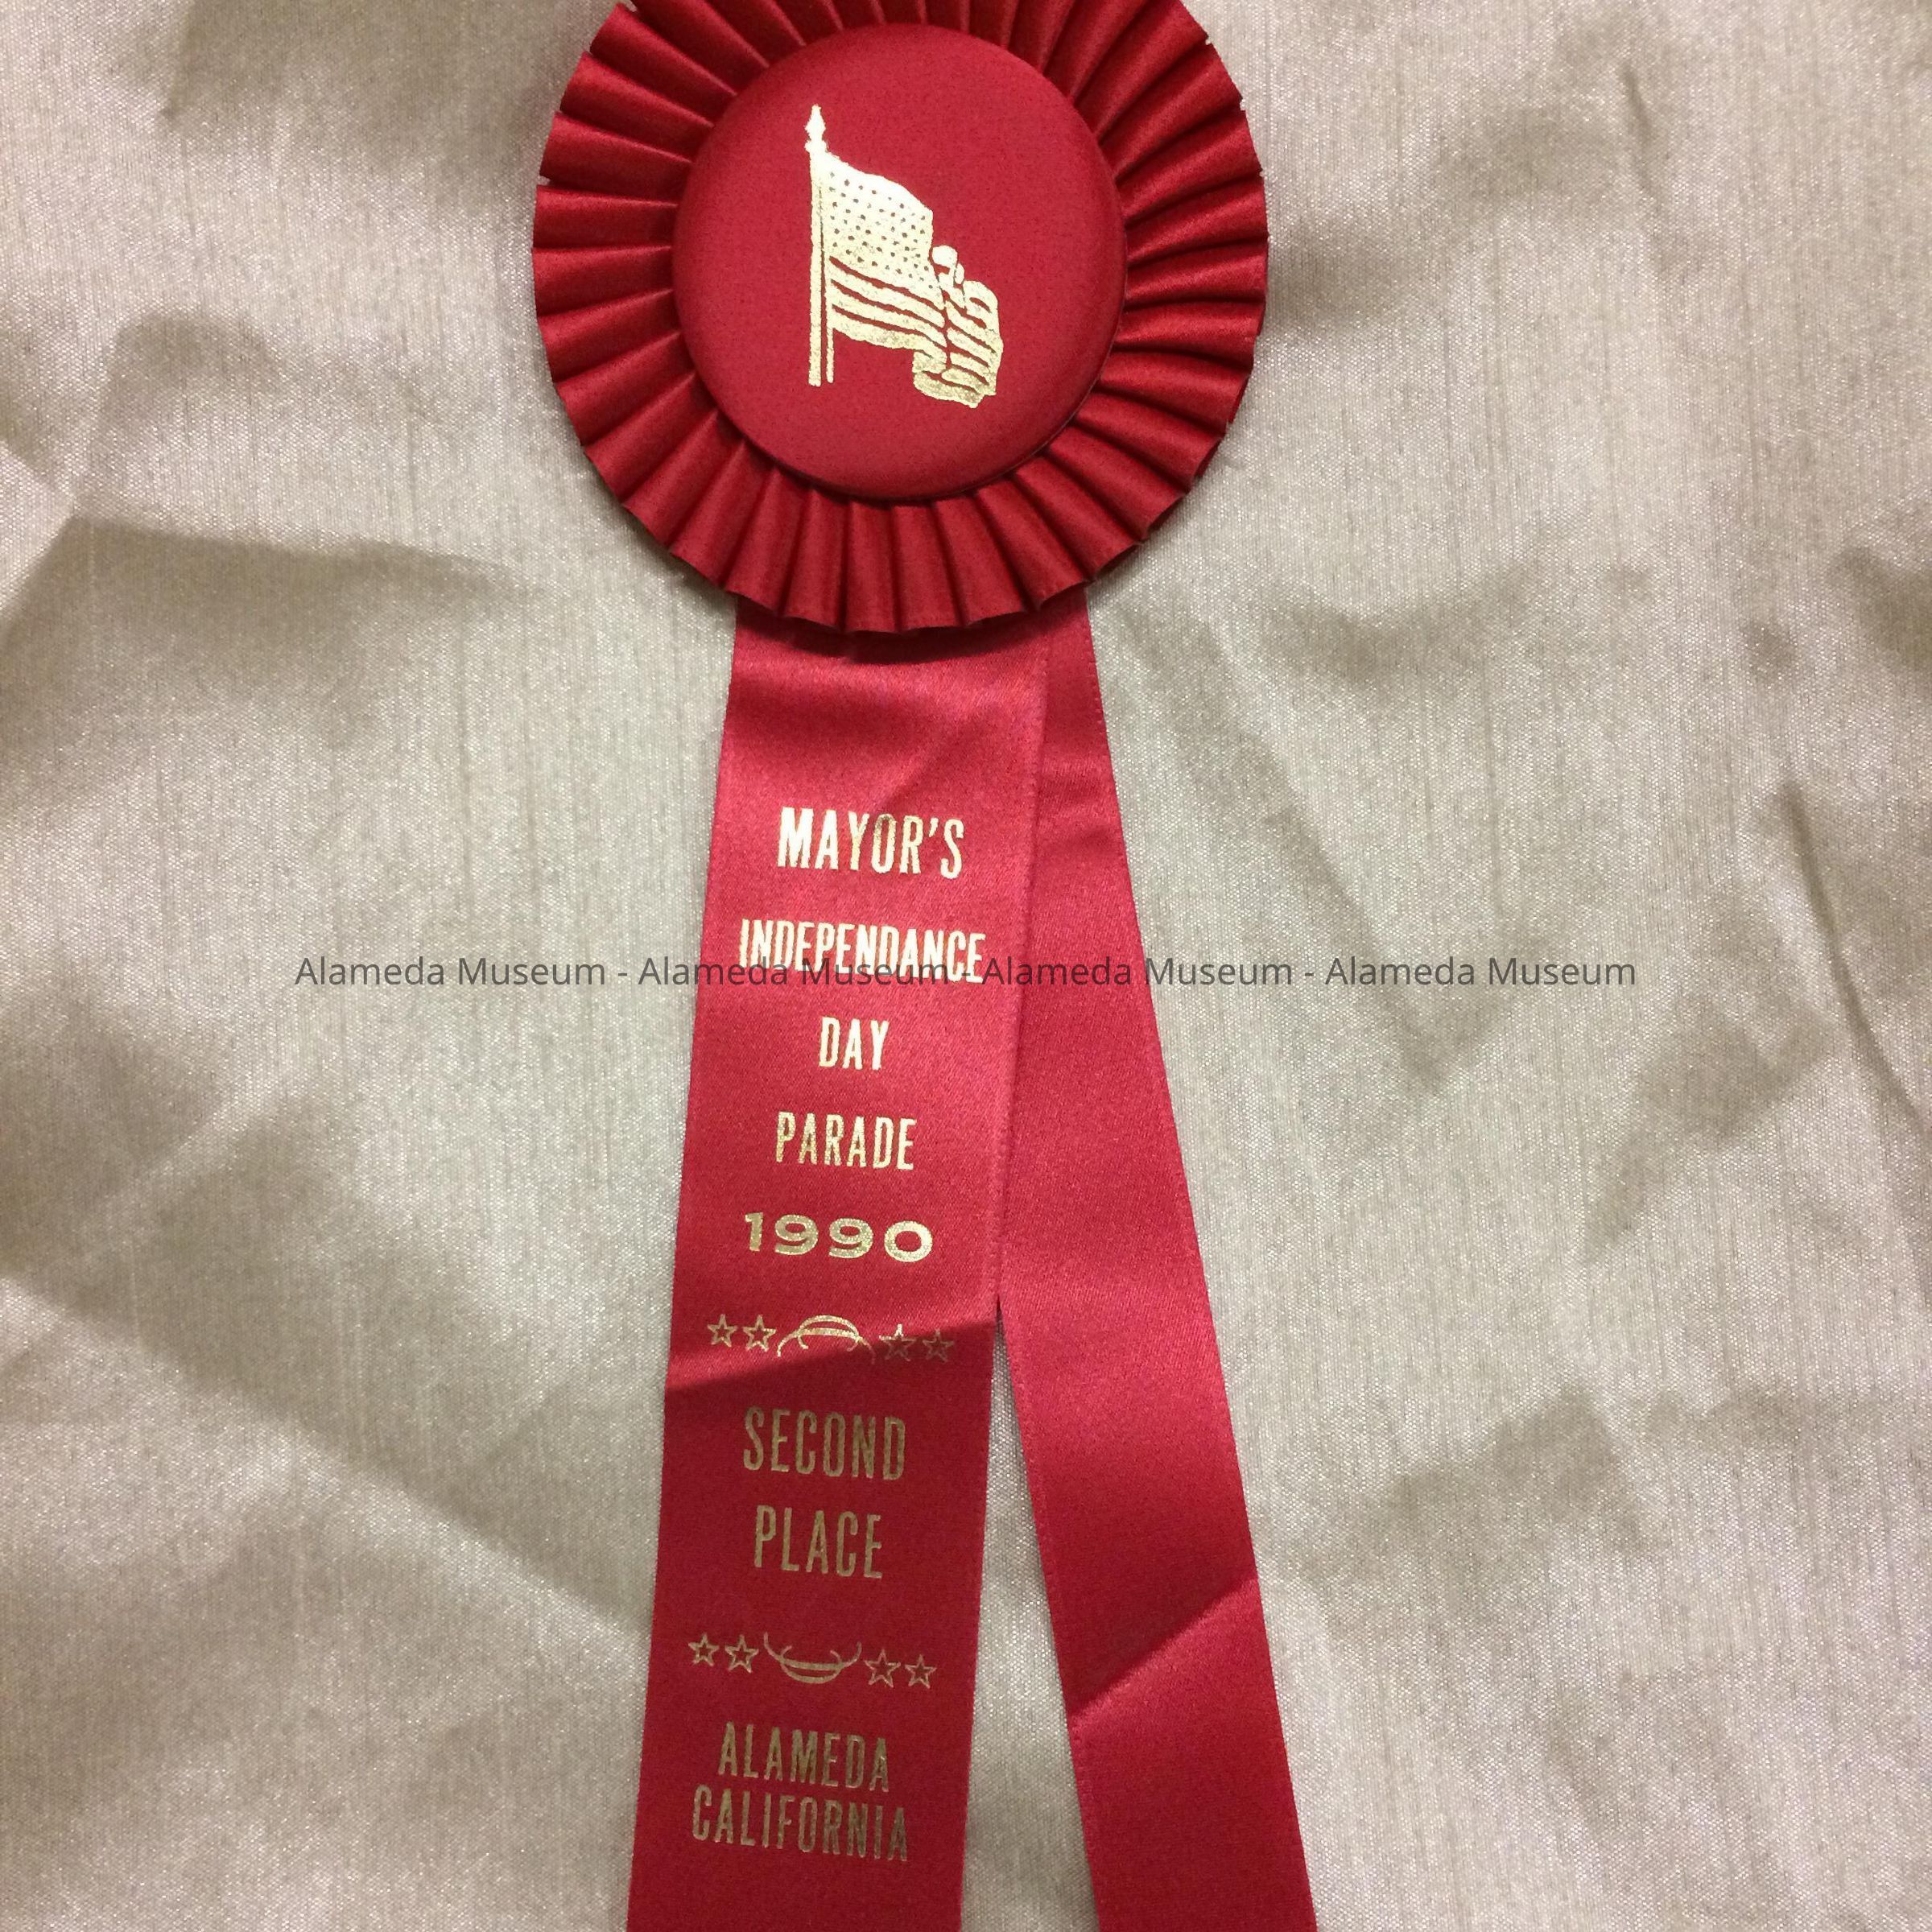 MAYOR'S
INDEPENDANCE
Alameda Museum - Alameda Museum - Alameda Museum - Alameda Museum
DAY
PARADE
1990
SECOND
PLACE
ALAMEDA
CALIFORNIA